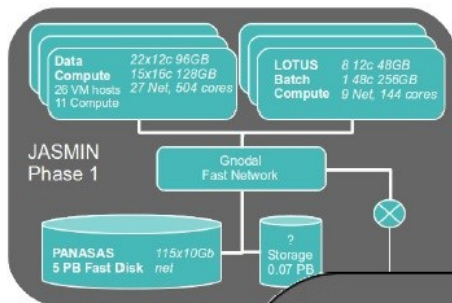 Data 22x12c 96GB
Compute 15x16c 128GB
26 VM hosts 27 Net, 504 cores
11 Compute
LOTUS 8 12c 48GB
Batch 1 48c 256GB
Compute 9 Net, 144 cores
JASMIN
Phase 1
Gnodal
Fast Network
PANASAS 115x10Gb
5 PB Fast Disk net
?
Storage
0.07 PB